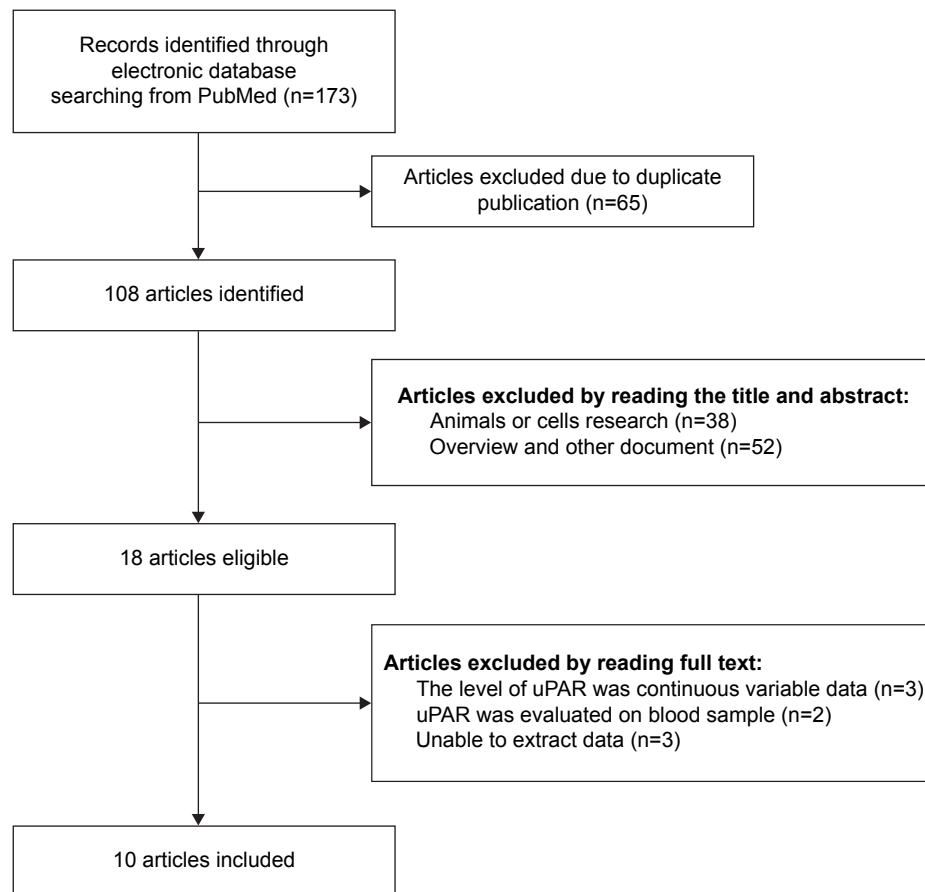 Records identified through
electronic database
searching from PubMed (n=173)
Articles excluded due to duplicate
publication (n=65)
108 articles identified
Articles excluded by reading the title and abstract:
Animals or cells research (n=38)
Overview and other document (n=52)
18 articles eligible
Articles excluded by reading full text:
The level of uPAR was continuous variable data (n=3)
uPAR was evaluated on blood sample (n=2)
Unable to extract data (n=3)
10 articles included